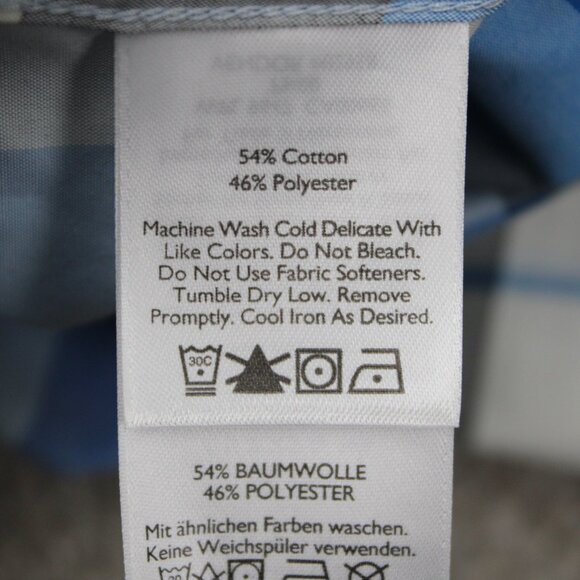 54% Cotton
46% Polyester
Machine Wash Cold Delicate With
Like Colors. Do Not Bleach.
Do Not Use Fabric Softeners.
Tumble Dry Low. Remove
Promptly. Cool Iron As Desired.
30C
54% BAUMWOLLE
46% POLYESTER
Mit ähnlichen Farben waschen.
Keine Weichspüler verwenden.
30